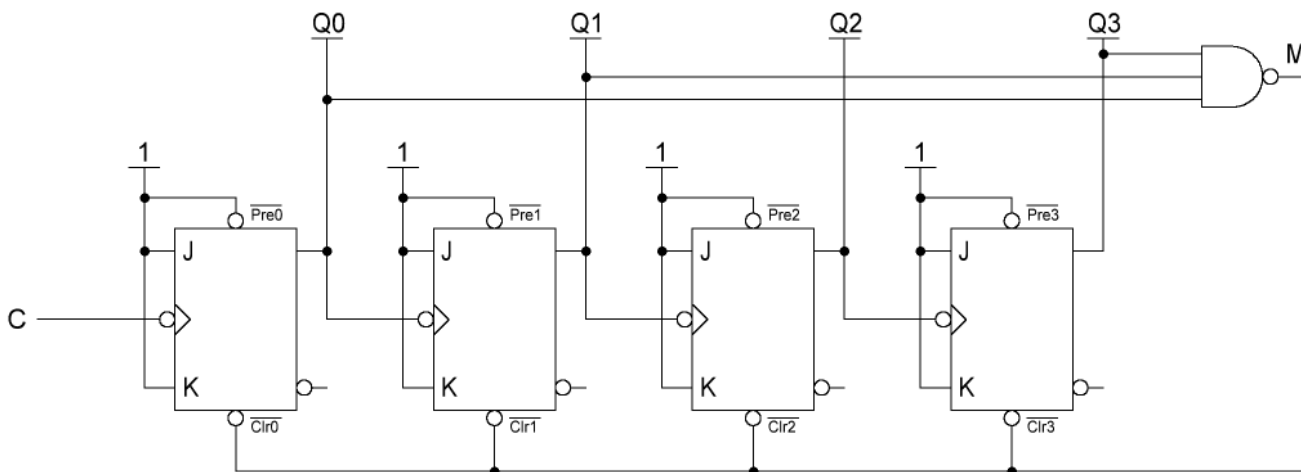 Q0 Q1 Q2 Q3
M
1 1 1 1
Pre0 Pre1 Pre2 Pre3
J J J J
C
K K K K
Clr0 Clr1 Clr2 Clr3